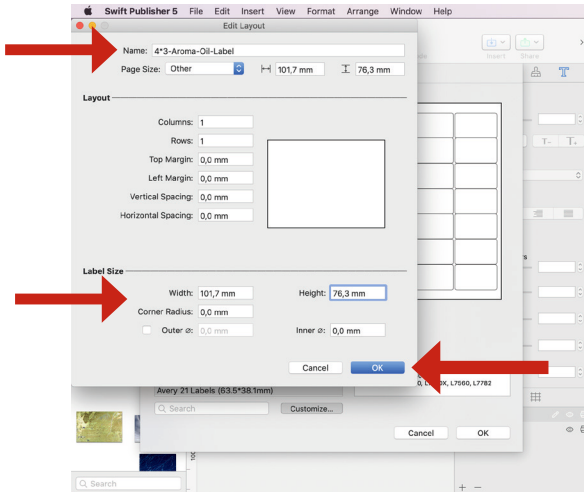 Swift Publisher 5 File Edit Insert View Format Arrange Window Help
Edit Layout
Name: 4*3-Aroma-Oil-Label
Page Size: Other 101,7 mm 76,3 mm
Insert Share
Layout
Columns: 1
Rows: 1
Top Margin: 0,0 mm
Left Margin: 0,0 mm
Vertical Spacing: 0,0 mm
Horizontal Spacing: 0,0 mm
T- T+
Label Size
Width: 101,7 mm Height: 76,3 mm
Corner Radius: 0,0 mm
Outer ⌀: 0,0 mm Inner ⌀: 0,0 mm
Cancel OK
L7560, L7782
Avery 21 Labels (63.5*38.1mm)
Search Customize...
Cancel OK
100
Search